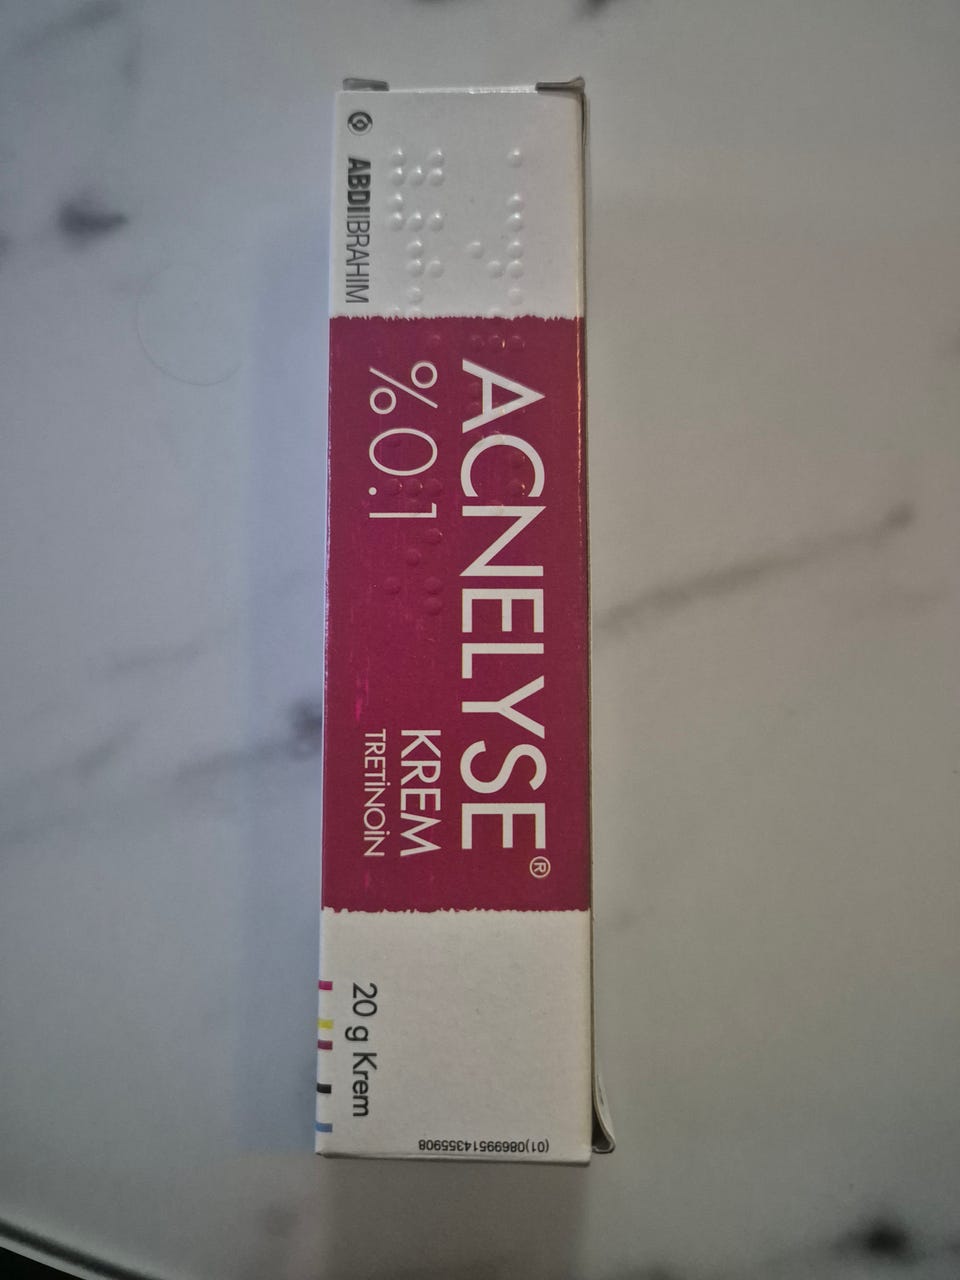 ABDİ İBRAHİM
ACNELYSE®
%0.1
KREM
TRETİNOİN
20 g Krem
(01)08699514355908